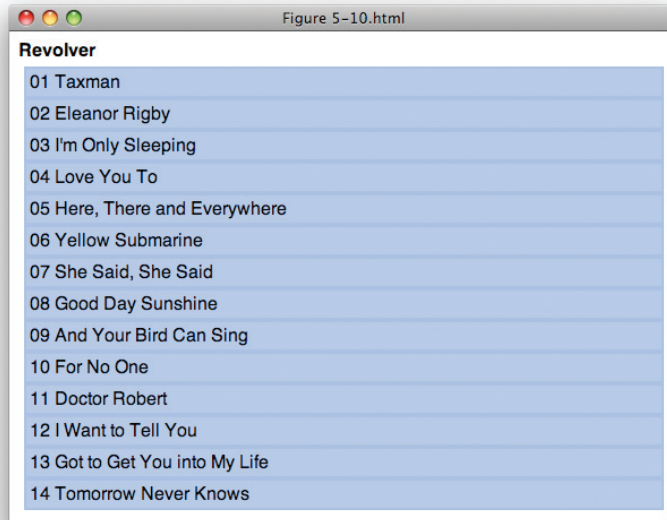 Figure 5-10.html
Revolver
01 Taxman
02 Eleanor Rigby
03 I'm Only Sleeping
04 Love You To
05 Here, There and Everywhere
06 Yellow Submarine
07 She Said, She Said
08 Good Day Sunshine
09 And Your Bird Can Sing
10 For No One
11 Doctor Robert
12 I Want to Tell You
13 Got to Get You into My Life
14 Tomorrow Never Knows